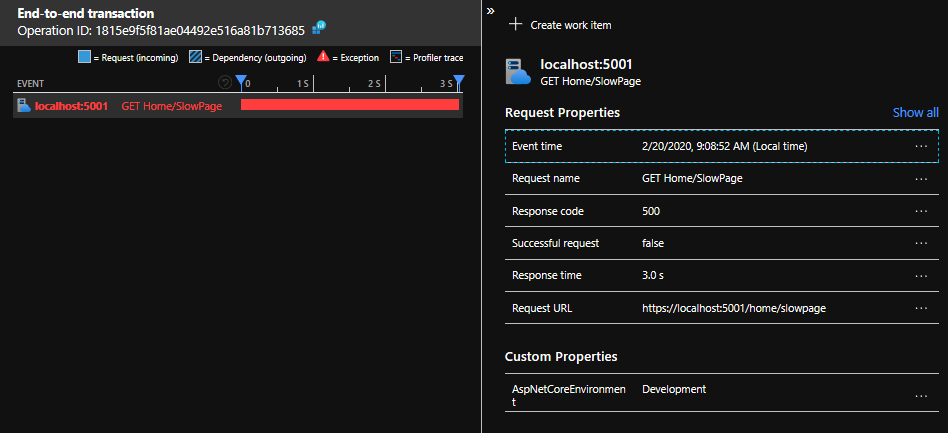 End-to-end transaction
Operation ID: 1815e9f5f81ae04492e516a81b713685
= Request (incoming) = Dependency (outgoing) = Exception = Profiler trace
EVENT 0 1 S 2 S 3 S
localhost:5001 GET Home/SlowPage
»
Create work item
localhost:5001
GET Home/SlowPage
Request Properties Show all
Event time 2/20/2020, 9:08:52 AM (Local time) ...
Request name GET Home/SlowPage ...
Response code 500 ...
Successful request false ...
Response time 3.0 s ...
Request URL https://localhost:5001/home/slowpage ...
Custom Properties
AspNetCoreEnvironmen Development ...
t